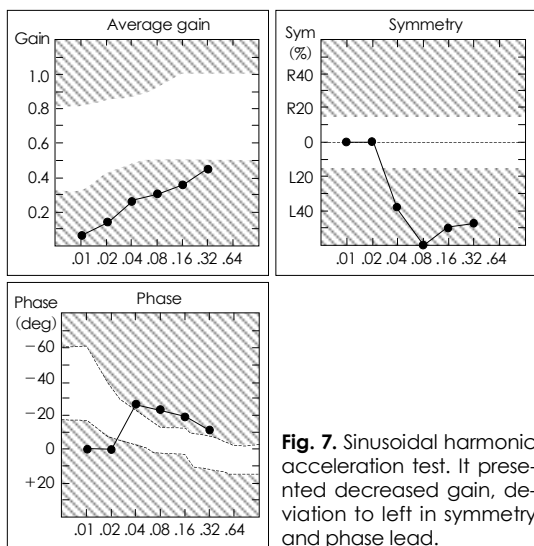 Average gain
Gain
1.0
0.8
0.6
0.4
0.2
.01 .02 .04 .08 .16 .32 .64
Symmetry
Sym
(%)
R40
R20
0
L20
L40
.01 .02 .04 .08 .16 .32 .64
Phase
Phase
(deg)
−60
−40
−20
0
+20
.01 .02 .04 .08 .16 .32 .64
Fig. 7. Sinusoidal harmonic
acceleration test. It prese-
nted decreased gain, de-
viation to left in symmetry
and phase lead.